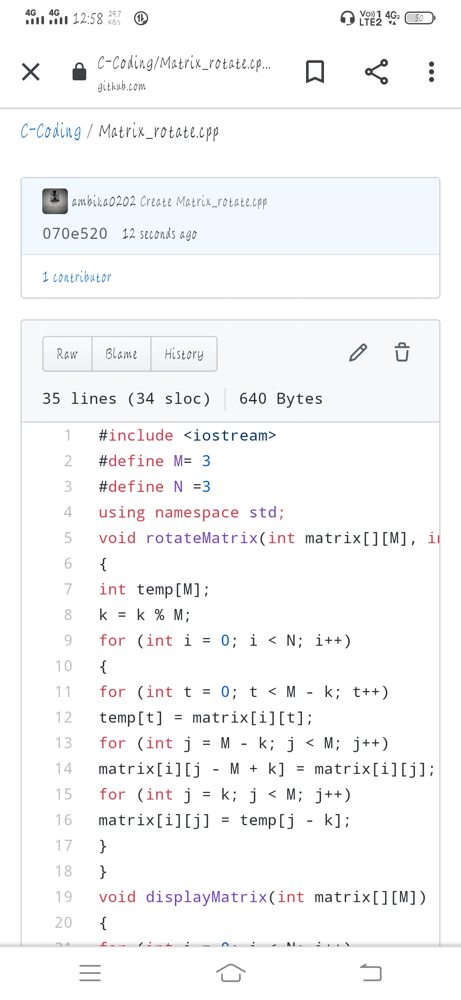 4G 4G 12:58 29.7 KB/s Vo)) 1 LTE2 4G2 50
C-Coding/Matrix_rotate.cp...
github.com
C-Coding / Matrix_rotate.cpp
ambika0202 Create Matrix_rotate.cpp
070e520 12 seconds ago
1 contributor
Raw Blame History
35 lines (34 sloc) 640 Bytes
1 #include <iostream>
2 #define M= 3
3 #define N =3
4 using namespace std;
5 void rotateMatrix(int matrix[][M],
6 {
7 int temp[M];
8 k = k % M;
9 for (int i = 0; i < N; i++)
10 {
11 for (int t = 0; t < M - k; t++)
12 temp[t] = matrix[i][t];
13 for (int j = M - k; j < M; j++)
14 matrix[i][j - M + k] = matrix[i][j];
15 for (int j = k; j < M; j++)
16 matrix[i][j] = temp[j - k];
17 }
18 }
19 void displayMatrix(int matrix[][M])
20 {